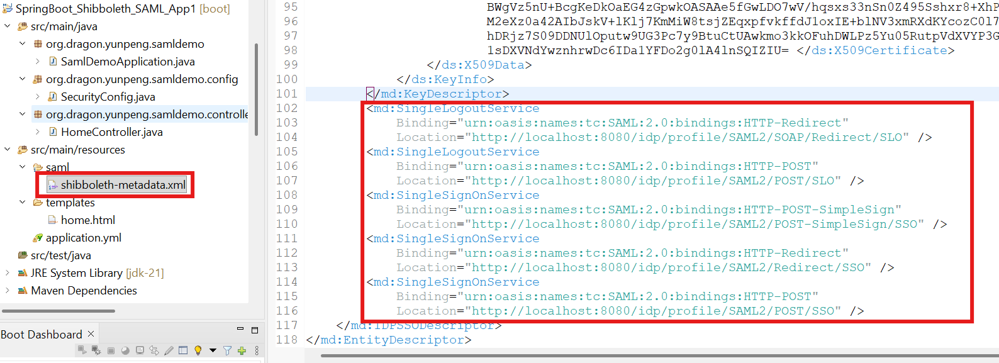 SpringBoot_Shibboleth_SAML_App1 [boot]
src/main/java
org.dragon.yunpeng.samldemo
SamlDemoApplication.java
org.dragon.yunpeng.samldemo.config
SecurityConfig.java
org.dragon.yunpeng.samldemo.controlle
HomeController.java
src/main/resources
saml
shibboleth-metadata.xml
templates
home.html
application.yml
src/test/java
JRE System Library [jdk-21]
Maven Dependencies
Boot Dashboard
95 BWgVz5nU+BcgKeDkOaEG4zGpwkOASAAe5fGwLDO7wV/hqsxs33nSn0Z495Sshxr8+XhP
96 M2eXz0a42AIbJskV+lKlj7KmMiW8tsjZEqxpfvkffdJ1oxIE+blNV3xmRXdKYcozC0l7
97 hDRjz7S09DDNUlOputw9UG3Pc7y9BtuCtUAwkmo3kkOFuhDWLPz5Yu05RutpVdXVYP3G
98 1sDXVNdYwznhrwDc6IDa1YFDo2g0lA4lnSQIZIU= </ds:X509Certificate>
99 </ds:X509Data>
100 </ds:KeyInfo>
101 </md:KeyDescriptor>
102 <md:SingleLogoutService
103 Binding="urn:oasis:names:tc:SAML:2.0:bindings:HTTP-Redirect"
104 Location="http://localhost:8080/idp/profile/SAML2/SOAP/Redirect/SLO" />
105 <md:SingleLogoutService
106 Binding="urn:oasis:names:tc:SAML:2.0:bindings:HTTP-POST"
107 Location="http://localhost:8080/idp/profile/SAML2/POST/SLO" />
108 <md:SingleSignOnService
109 Binding="urn:oasis:names:tc:SAML:2.0:bindings:HTTP-POST-SimpleSign"
110 Location="http://localhost:8080/idp/profile/SAML2/POST-SimpleSign/SSO" />
111 <md:SingleSignOnService
112 Binding="urn:oasis:names:tc:SAML:2.0:bindings:HTTP-Redirect"
113 Location="http://localhost:8080/idp/profile/SAML2/Redirect/SSO" />
114 <md:SingleSignOnService
115 Binding="urn:oasis:names:tc:SAML:2.0:bindings:HTTP-POST"
116 Location="http://localhost:8080/idp/profile/SAML2/POST/SSO" />
117 </md:IDPSSODescriptor>
118 </md:EntityDescriptor>